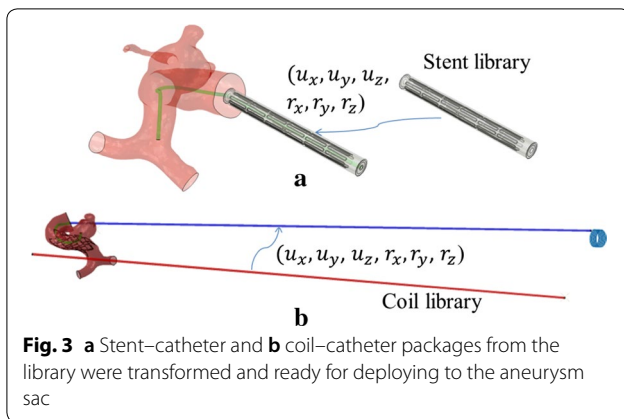 Stent library
(u_x, u_y, u_z,
r_x, r_y, r_z)
a
(u_x, u_y, u_z, r_x, r_y, r_z)
Coil library
b
Fig. 3 a Stent–catheter and b coil–catheter packages from the
library were transformed and ready for deploying to the aneurysm
sac